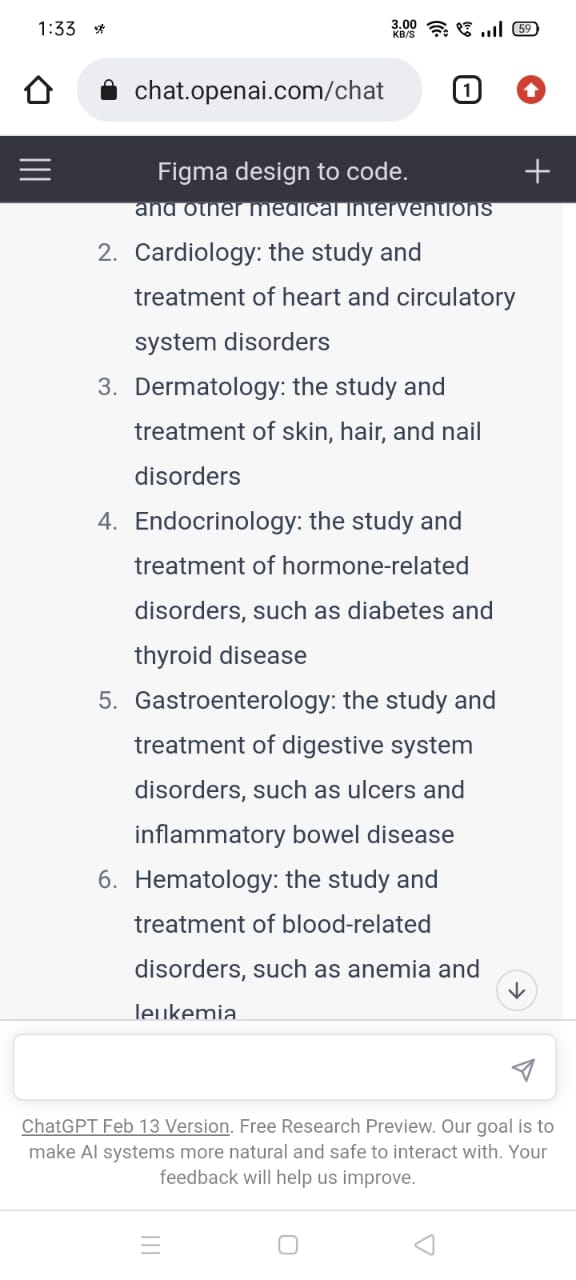 1:33
3.00
KB/S
59
chat.openai.com/chat
1
Figma design to code.
and other medical interventions
2. Cardiology: the study and
treatment of heart and circulatory
system disorders
3. Dermatology: the study and
treatment of skin, hair, and nail
disorders
4. Endocrinology: the study and
treatment of hormone-related
disorders, such as diabetes and
thyroid disease
5. Gastroenterology: the study and
treatment of digestive system
disorders, such as ulcers and
inflammatory bowel disease
6. Hematology: the study and
treatment of blood-related
disorders, such as anemia and
leukemia
ChatGPT Feb 13 Version. Free Research Preview. Our goal is to
make AI systems more natural and safe to interact with. Your
feedback will help us improve.